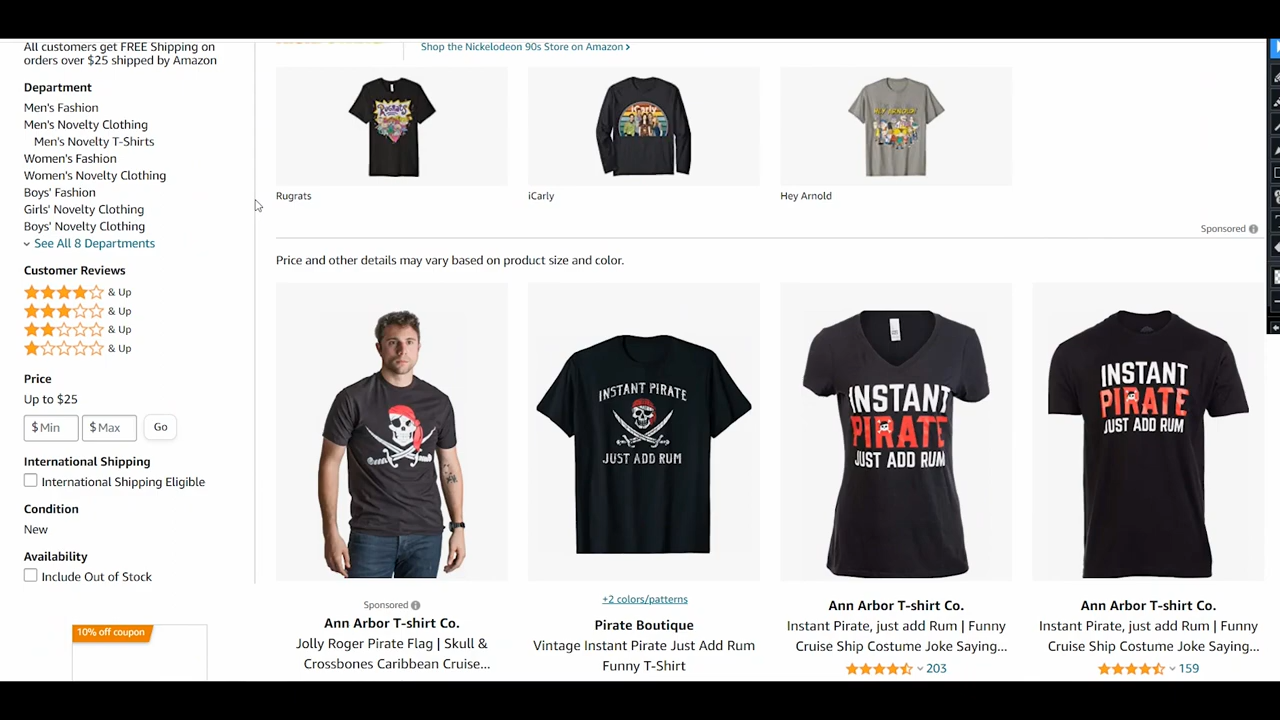 All customers get FREE Shipping on
orders over $25 shipped by Amazon
Department
Men's Fashion
Men's Novelty Clothing
Men's Novelty T-Shirts
Women's Fashion
Women's Novelty Clothing
Boys' Fashion
Girls' Novelty Clothing
Boys' Novelty Clothing
See All 8 Departments
Customer Reviews
& Up
& Up
& Up
& Up
Price
Up to $25
$ Min $ Max Go
International Shipping
International Shipping Eligible
Condition
New
Availability
Include Out of Stock
10% off coupon
Shop the Nickelodeon 90s Store on Amazon
Rugrats
iCarly
Rugrats
iCarly
Hey Arnold
Sponsored
Price and other details may vary based on product size and color.
INSTANT PIRATE
JUST ADD RUM
INSTANT
PIRATE
JUST ADD RUM
INSTANT
PIRATE
JUST ADD RUM
Sponsored
Ann Arbor T-shirt Co.
Jolly Roger Pirate Flag | Skull &
Crossbones Caribbean Cruise...
+2 colors/patterns
Pirate Boutique
Vintage Instant Pirate Just Add Rum
Funny T-Shirt
Ann Arbor T-shirt Co.
Instant Pirate, just add Rum | Funny
Cruise Ship Costume Joke Saying...
203
Ann Arbor T-shirt Co.
Instant Pirate, just add Rum | Funny
Cruise Ship Costume Joke Saying...
159